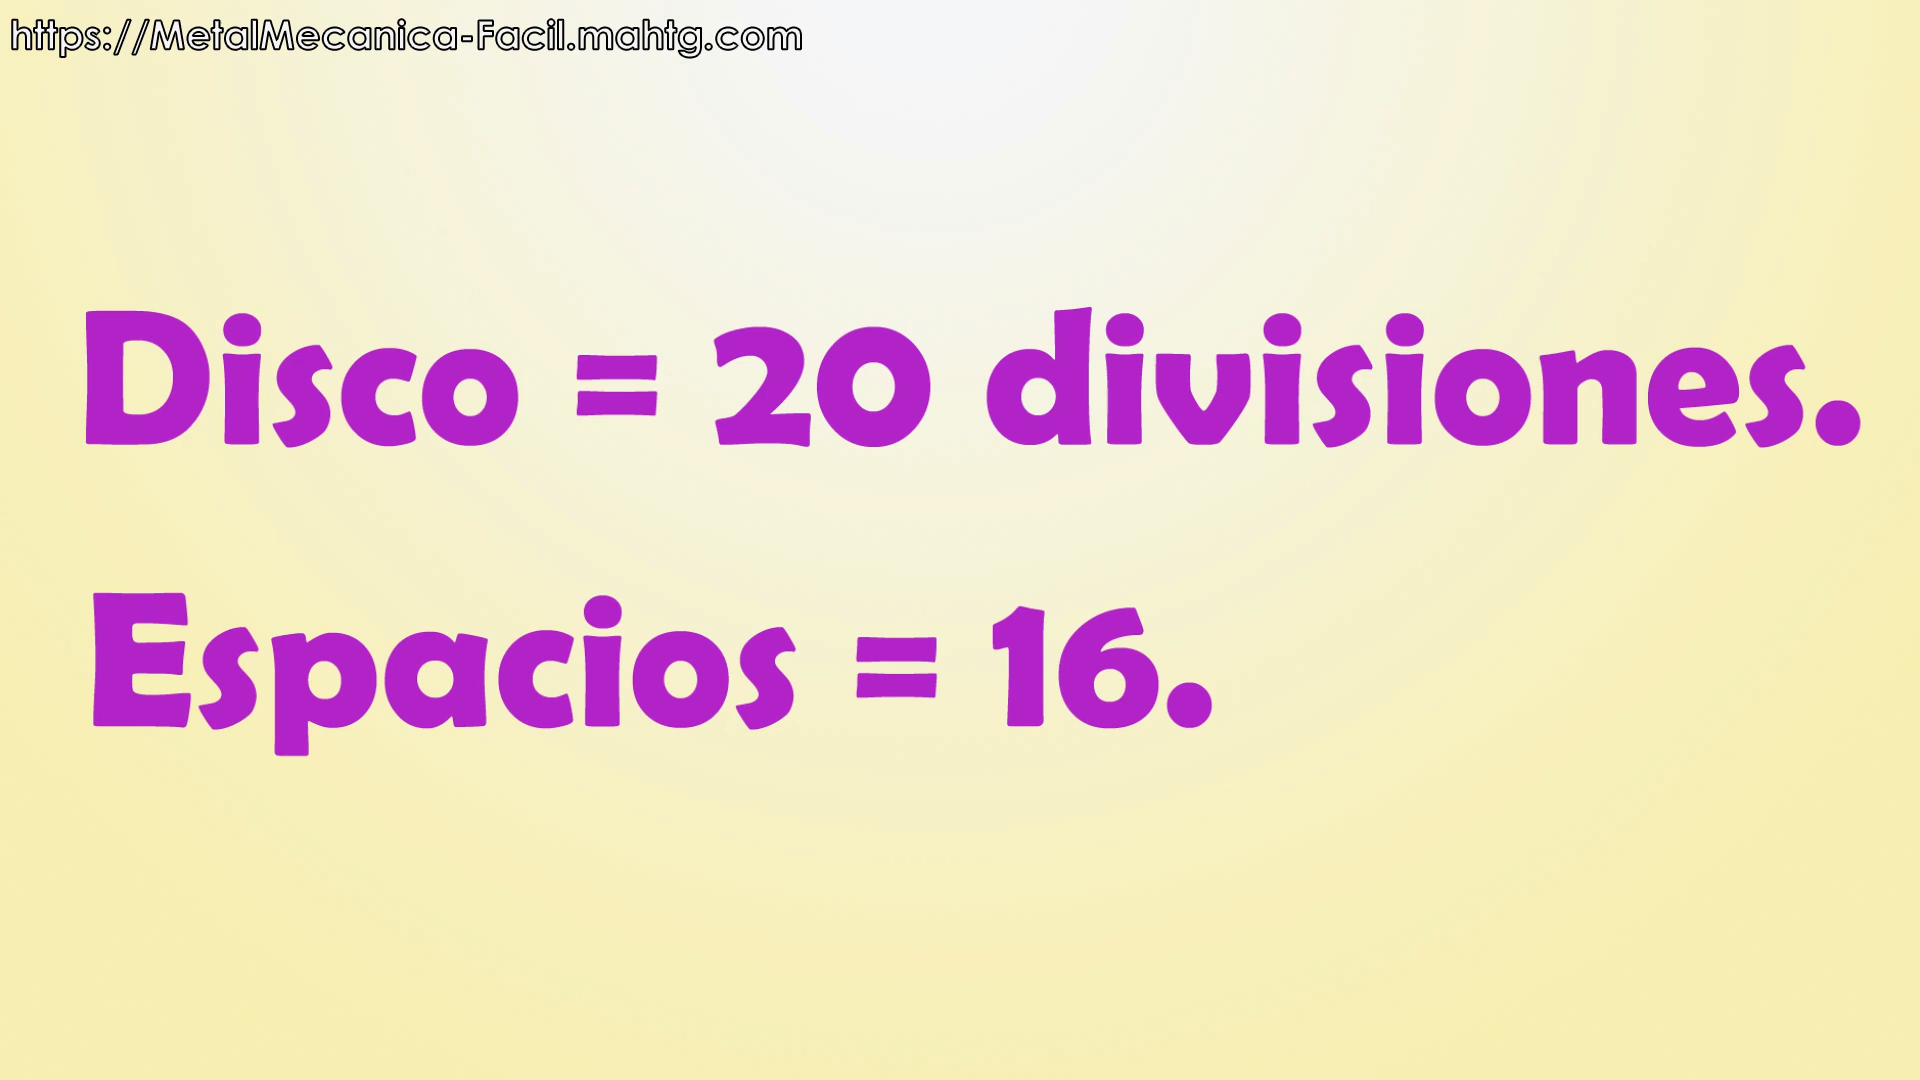 https://MetalMecanica-Facil.mahtg.com
Disco = 20 divisiones.
Espacios = 16.